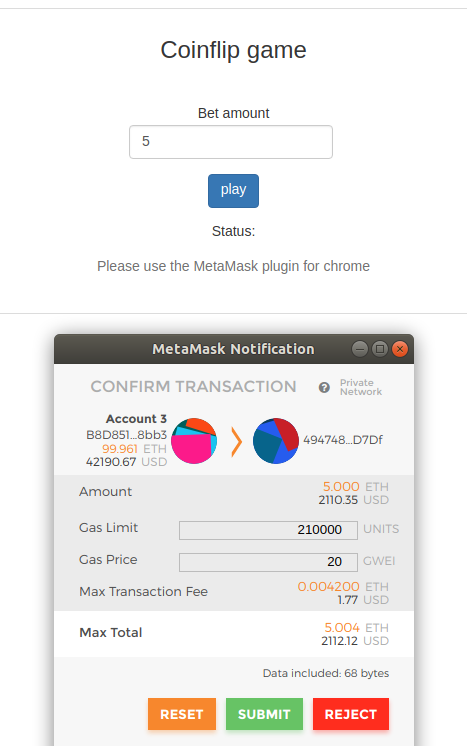 Coinflip game
Bet amount
5
play
Status:
Please use the MetaMask plugin for chrome
MetaMask Notification
CONFIRM TRANSACTION ? Private Network
Account 3
B8D851...8bb3
99.961 ETH
42190.67 USD
494748...D7Df
Amount 5.000 ETH
2110.35 USD
Gas Limit 210000 UNITS
Gas Price 20 GWEI
Max Transaction Fee 0.004200 ETH
1.77 USD
Max Total 5.004 ETH
2112.12 USD
Data included: 68 bytes
RESET SUBMIT REJECT